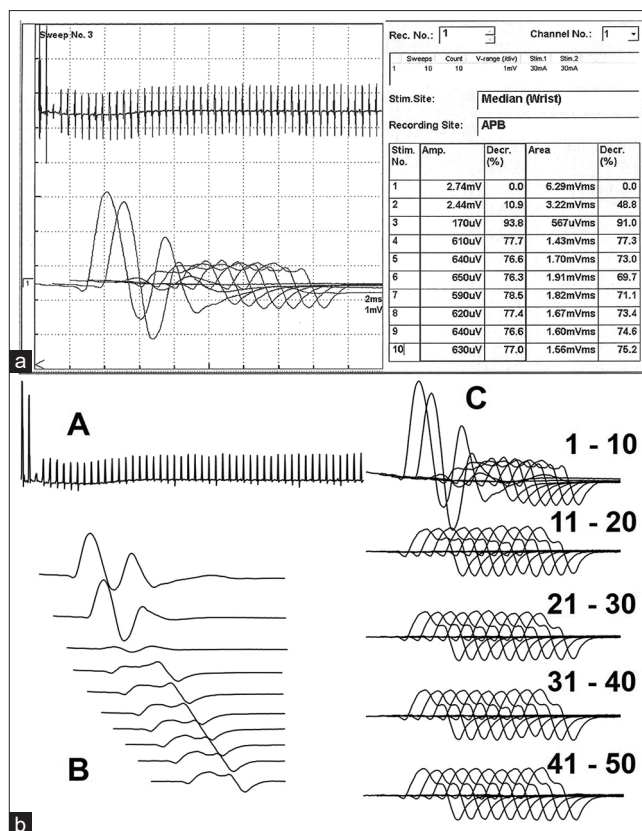 Sweep No. 3
2ms
1mV
1
a
Rec. No.: 1 Channel No.: 1
Sweeps Count V-range (/div) Stim.1 Stim.2
1 10 10 1mV 30mA 30mA
Stim.Site: Median (Wrist)
Recording Site: APB
Stim. No. Amp. Decr. (%) Area Decr. (%)
1 2.74mV 0.0 6.29mVms 0.0
2 2.44mV 10.9 3.22mVms 48.8
3 170uV 93.8 567uVms 91.0
4 610uV 77.7 1.43mVms 77.3
5 640uV 76.6 1.70mVms 73.0
6 650uV 76.3 1.91mVms 69.7
7 590uV 78.5 1.82mVms 71.1
8 620uV 77.4 1.67mVms 73.4
9 640uV 76.6 1.60mVms 74.6
10 630uV 77.0 1.56mVms 75.2
A
B
C
1 - 10
11 - 20
21 - 30
31 - 40
41 - 50
b